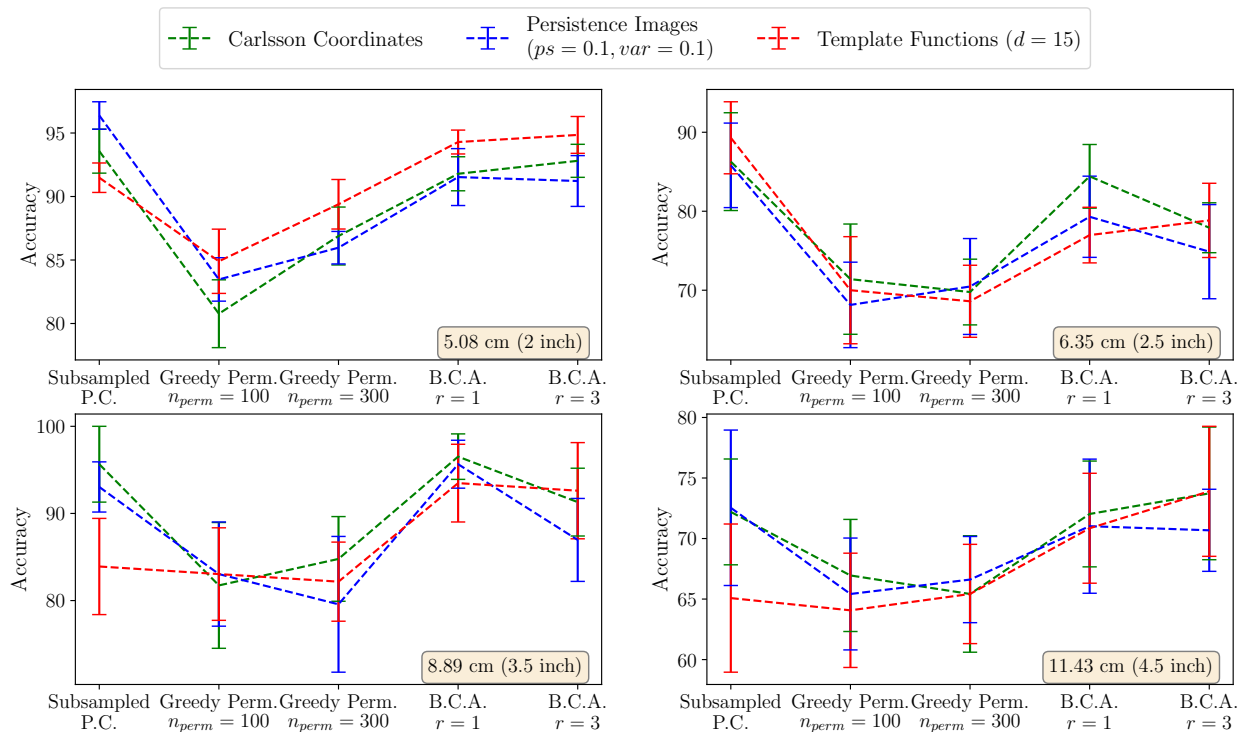 Carlsson Coordinates
Persistence Images
(ps = 0.1, var = 0.1)
Template Functions (d = 15)
Accuracy
95
90
85
80
5.08 cm (2 inch)
Subsampled P.C.
Greedy Perm. n_perm = 100
Greedy Perm. n_perm = 300
B.C.A. r = 1
B.C.A. r = 3
Accuracy
90
80
70
6.35 cm (2.5 inch)
Subsampled P.C.
Greedy Perm. n_perm = 100
Greedy Perm. n_perm = 300
B.C.A. r = 1
B.C.A. r = 3
Accuracy
100
90
80
8.89 cm (3.5 inch)
Subsampled P.C.
Greedy Perm. n_perm = 100
Greedy Perm. n_perm = 300
B.C.A. r = 1
B.C.A. r = 3
Accuracy
80
75
70
65
60
11.43 cm (4.5 inch)
Subsampled P.C.
Greedy Perm. n_perm = 100
Greedy Perm. n_perm = 300
B.C.A. r = 1
B.C.A. r = 3